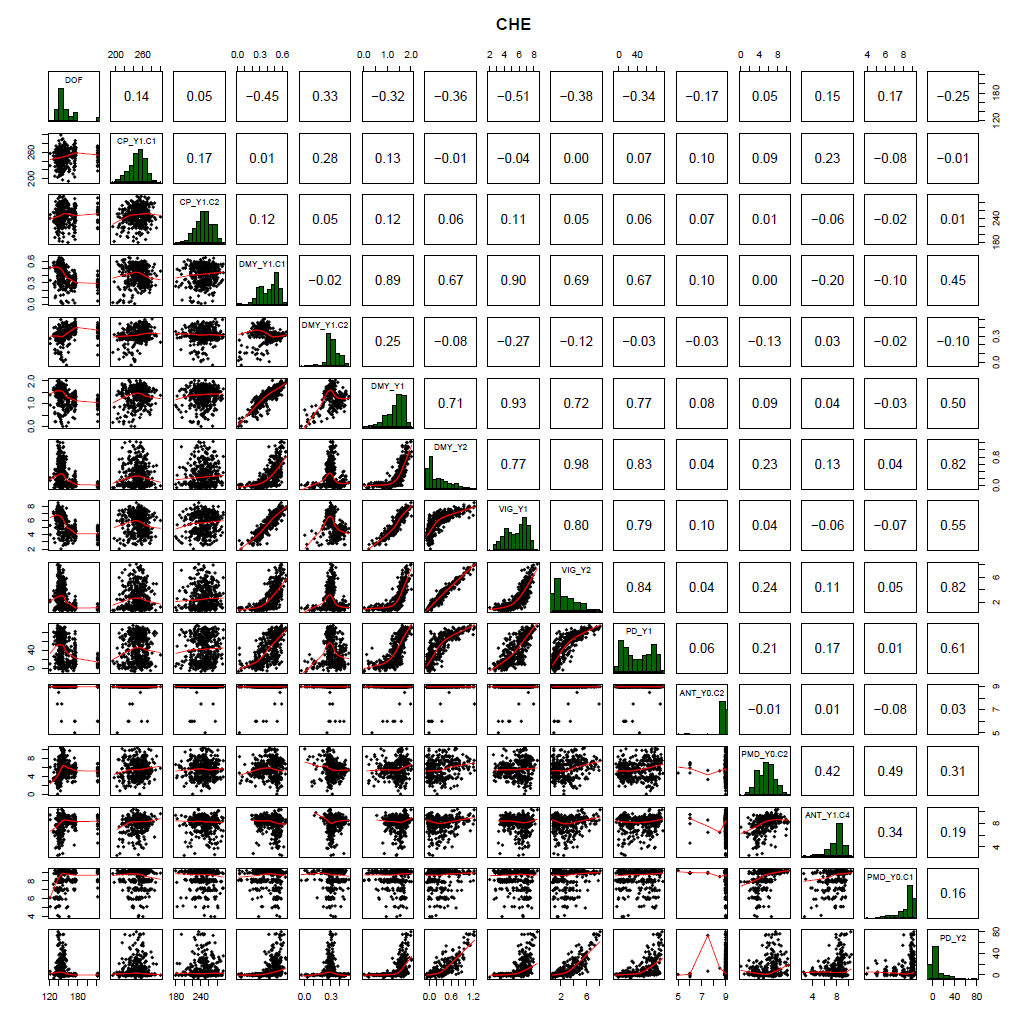 CHE
200 260 0.0 0.3 0.6 0.0 1.0 2.0 2 4 6 8 0 40 0 4 8 4 6 8
DOF 0.14 0.05 −0.45 0.33 −0.32 −0.36 −0.51 −0.38 −0.34 −0.17 0.05 0.15 0.17 −0.25 120 180
200 260 CP_Y1.C1 0.17 0.01 0.28 0.13 −0.01 −0.04 0.00 0.07 0.10 0.09 0.23 −0.08 −0.01
CP_Y1.C2 0.12 0.05 0.12 0.06 0.11 0.05 0.06 0.07 0.01 −0.06 −0.02 0.01 180 240
0.0 0.3 0.6 DMY_Y1.C1 −0.02 0.89 0.67 0.90 0.69 0.67 0.10 0.00 −0.20 −0.10 0.45
DMY_Y1.C2 0.25 −0.08 −0.27 −0.12 −0.03 −0.03 −0.13 0.03 −0.02 −0.10 0.0 0.3
0.0 1.0 2.0 DMY_Y1 0.71 0.93 0.72 0.77 0.08 0.09 0.04 −0.03 0.50
DMY_Y2 0.77 0.98 0.83 0.04 0.23 0.13 0.04 0.82 0.0 0.8
2 4 6 8 VIG_Y1 0.80 0.79 0.10 0.04 −0.06 −0.07 0.55
VIG_Y2 0.84 0.04 0.24 0.11 0.05 0.82 2 6
0 40 PD_Y1 0.06 0.21 0.17 0.01 0.61
ANT_Y0.C2 −0.01 0.01 −0.08 0.03 5 7 9
0 4 8 PMD_Y0.C2 0.42 0.49 0.31
ANT_Y1.C4 0.34 0.19 4 8
4 6 8 PMD_Y0.C1 0.16
PD_Y2 0 40 80
120 180 180 240 0.0 0.3 0.0 0.6 1.2 2 6 5 7 9 4 8 0 40 80